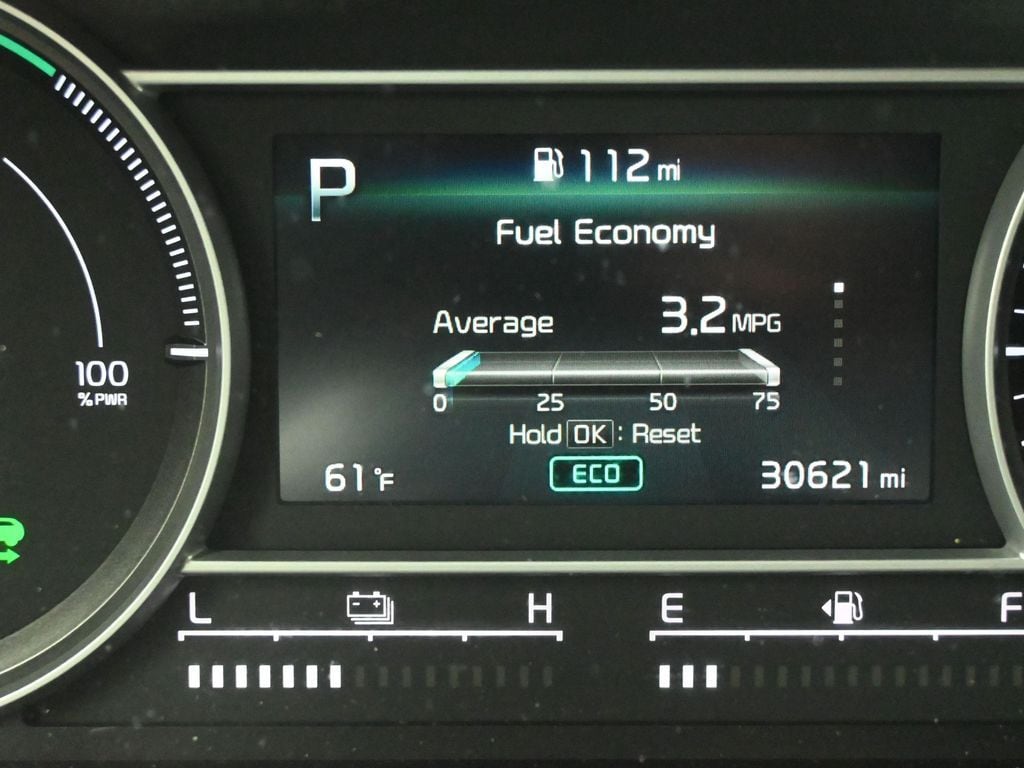 P
112 mi
Fuel Economy
Average 3.2 MPG
0 25 50 75
Hold OK : Reset
ECO
61°F
30621 mi
100
% PWR
L H
E F